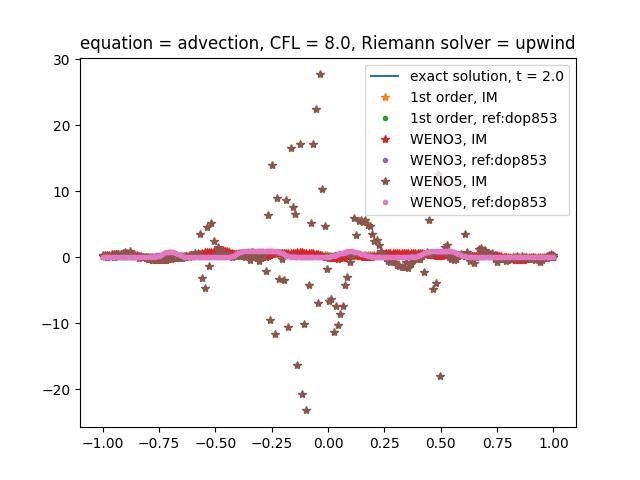 equation = advection, CFL = 8.0, Riemann solver = upwind
30
20
10
0
−10
−20
exact solution, t = 2.0
1st order, IM
1st order, ref:dop853
WENO3, IM
WENO3, ref:dop853
WENO5, IM
WENO5, ref:dop853
−1.00 −0.75 −0.50 −0.25 0.00 0.25 0.50 0.75 1.00